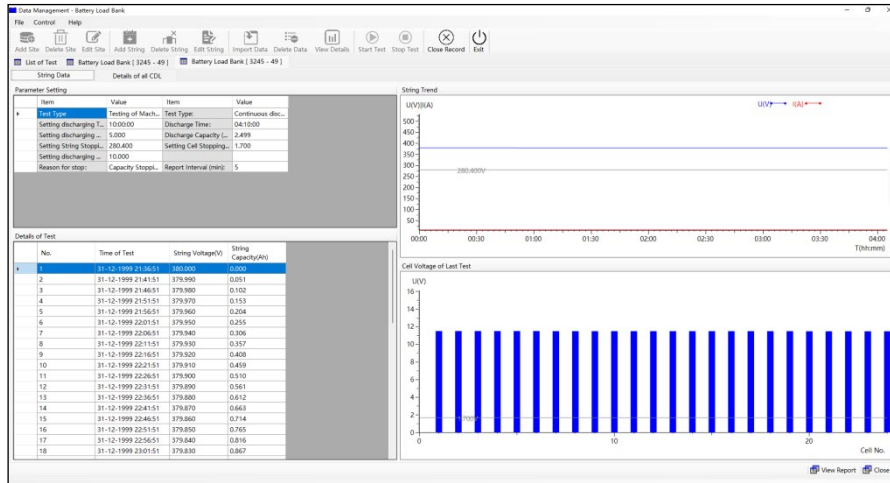 Data Management - Battery Load Bank
File Control Help
Add Site Delete Site Edit Site Add String Delete String Edit String Import Data Delete Data View Details Start Test Stop Test Close Record Exit
List of Test Battery Load Bank [ 3245 - 49 ] Battery Load Bank [ 3245 - 49 ]
String Data Details of all CDL
Parameter Setting
Item Value Item Value
Test Type Testing of Mach... Test Type: Continuous disc...
Setting discharging T... 10:00:00 Discharge Time: 04:10:00
Setting discharging ... 5.000 Discharge Capacity (... 2.499
Setting String Stoppi... 280.400 Setting Cell Stopping... 1.700
Setting discharging ... 10.000
Reason for stop: Capacity Stoppi... Report Interval (min): 5
Details of Test
No. Time of Test String Voltage(V) String Capacity(Ah)
1 31-12-1999 21:36:51 380.000 0.000
2 31-12-1999 21:41:51 379.990 0.051
3 31-12-1999 21:46:51 379.980 0.102
4 31-12-1999 21:51:51 379.970 0.153
5 31-12-1999 21:56:51 379.960 0.204
6 31-12-1999 22:01:51 379.950 0.255
7 31-12-1999 22:06:51 379.940 0.306
8 31-12-1999 22:11:51 379.930 0.357
9 31-12-1999 22:16:51 379.920 0.408
10 31-12-1999 22:21:51 379.910 0.459
11 31-12-1999 22:26:51 379.900 0.510
12 31-12-1999 22:31:51 379.890 0.561
13 31-12-1999 22:36:51 379.880 0.612
14 31-12-1999 22:41:51 379.870 0.663
15 31-12-1999 22:46:51 379.860 0.714
16 31-12-1999 22:51:51 379.850 0.765
17 31-12-1999 22:56:51 379.840 0.816
18 31-12-1999 23:01:51 379.830 0.867
String Trend
U(V)|I(A) U(V) I(A)
500
450
400
350
300
280.400V
250
200
150
100
50
00:00 00:30 01:00 01:30 02:00 02:30 03:00 03:30 04:00
T(hh:mm)
Cell Voltage of Last Test
U(V)
16
14
12
10
8
6
4
2
1.700V
0
0 10 20
Cell No.
View Report Close